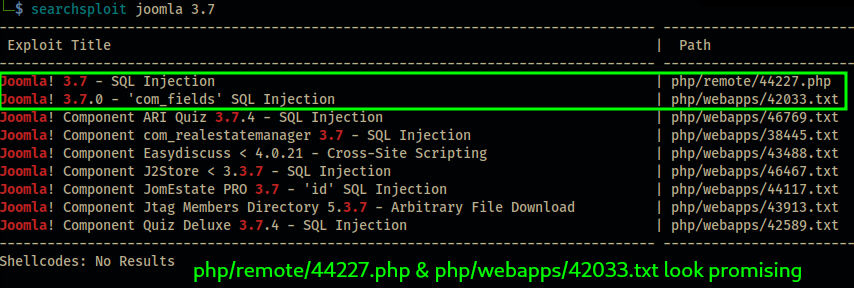 └─$ searchsploit joomla 3.7
Exploit Title | Path
Joomla! 3.7 - SQL Injection | php/remote/44227.php
Joomla! 3.7.0 - 'com_fields' SQL Injection | php/webapps/42033.txt
Joomla! Component ARI Quiz 3.7.4 - SQL Injection | php/webapps/46769.txt
Joomla! Component com_realestatemanager 3.7 - SQL Injection | php/webapps/38445.txt
Joomla! Component Easydiscuss < 4.0.21 - Cross-Site Scripting | php/webapps/43488.txt
Joomla! Component J2Store < 3.3.7 - SQL Injection | php/webapps/46467.txt
Joomla! Component JomEstate PRO 3.7 - 'id' SQL Injection | php/webapps/44117.txt
Joomla! Component Jtag Members Directory 5.3.7 - Arbitrary File Download | php/webapps/43913.txt
Joomla! Component Quiz Deluxe 3.7.4 - SQL Injection | php/webapps/42589.txt
Shellcodes: No Results
php/remote/44227.php & php/webapps/42033.txt look promising